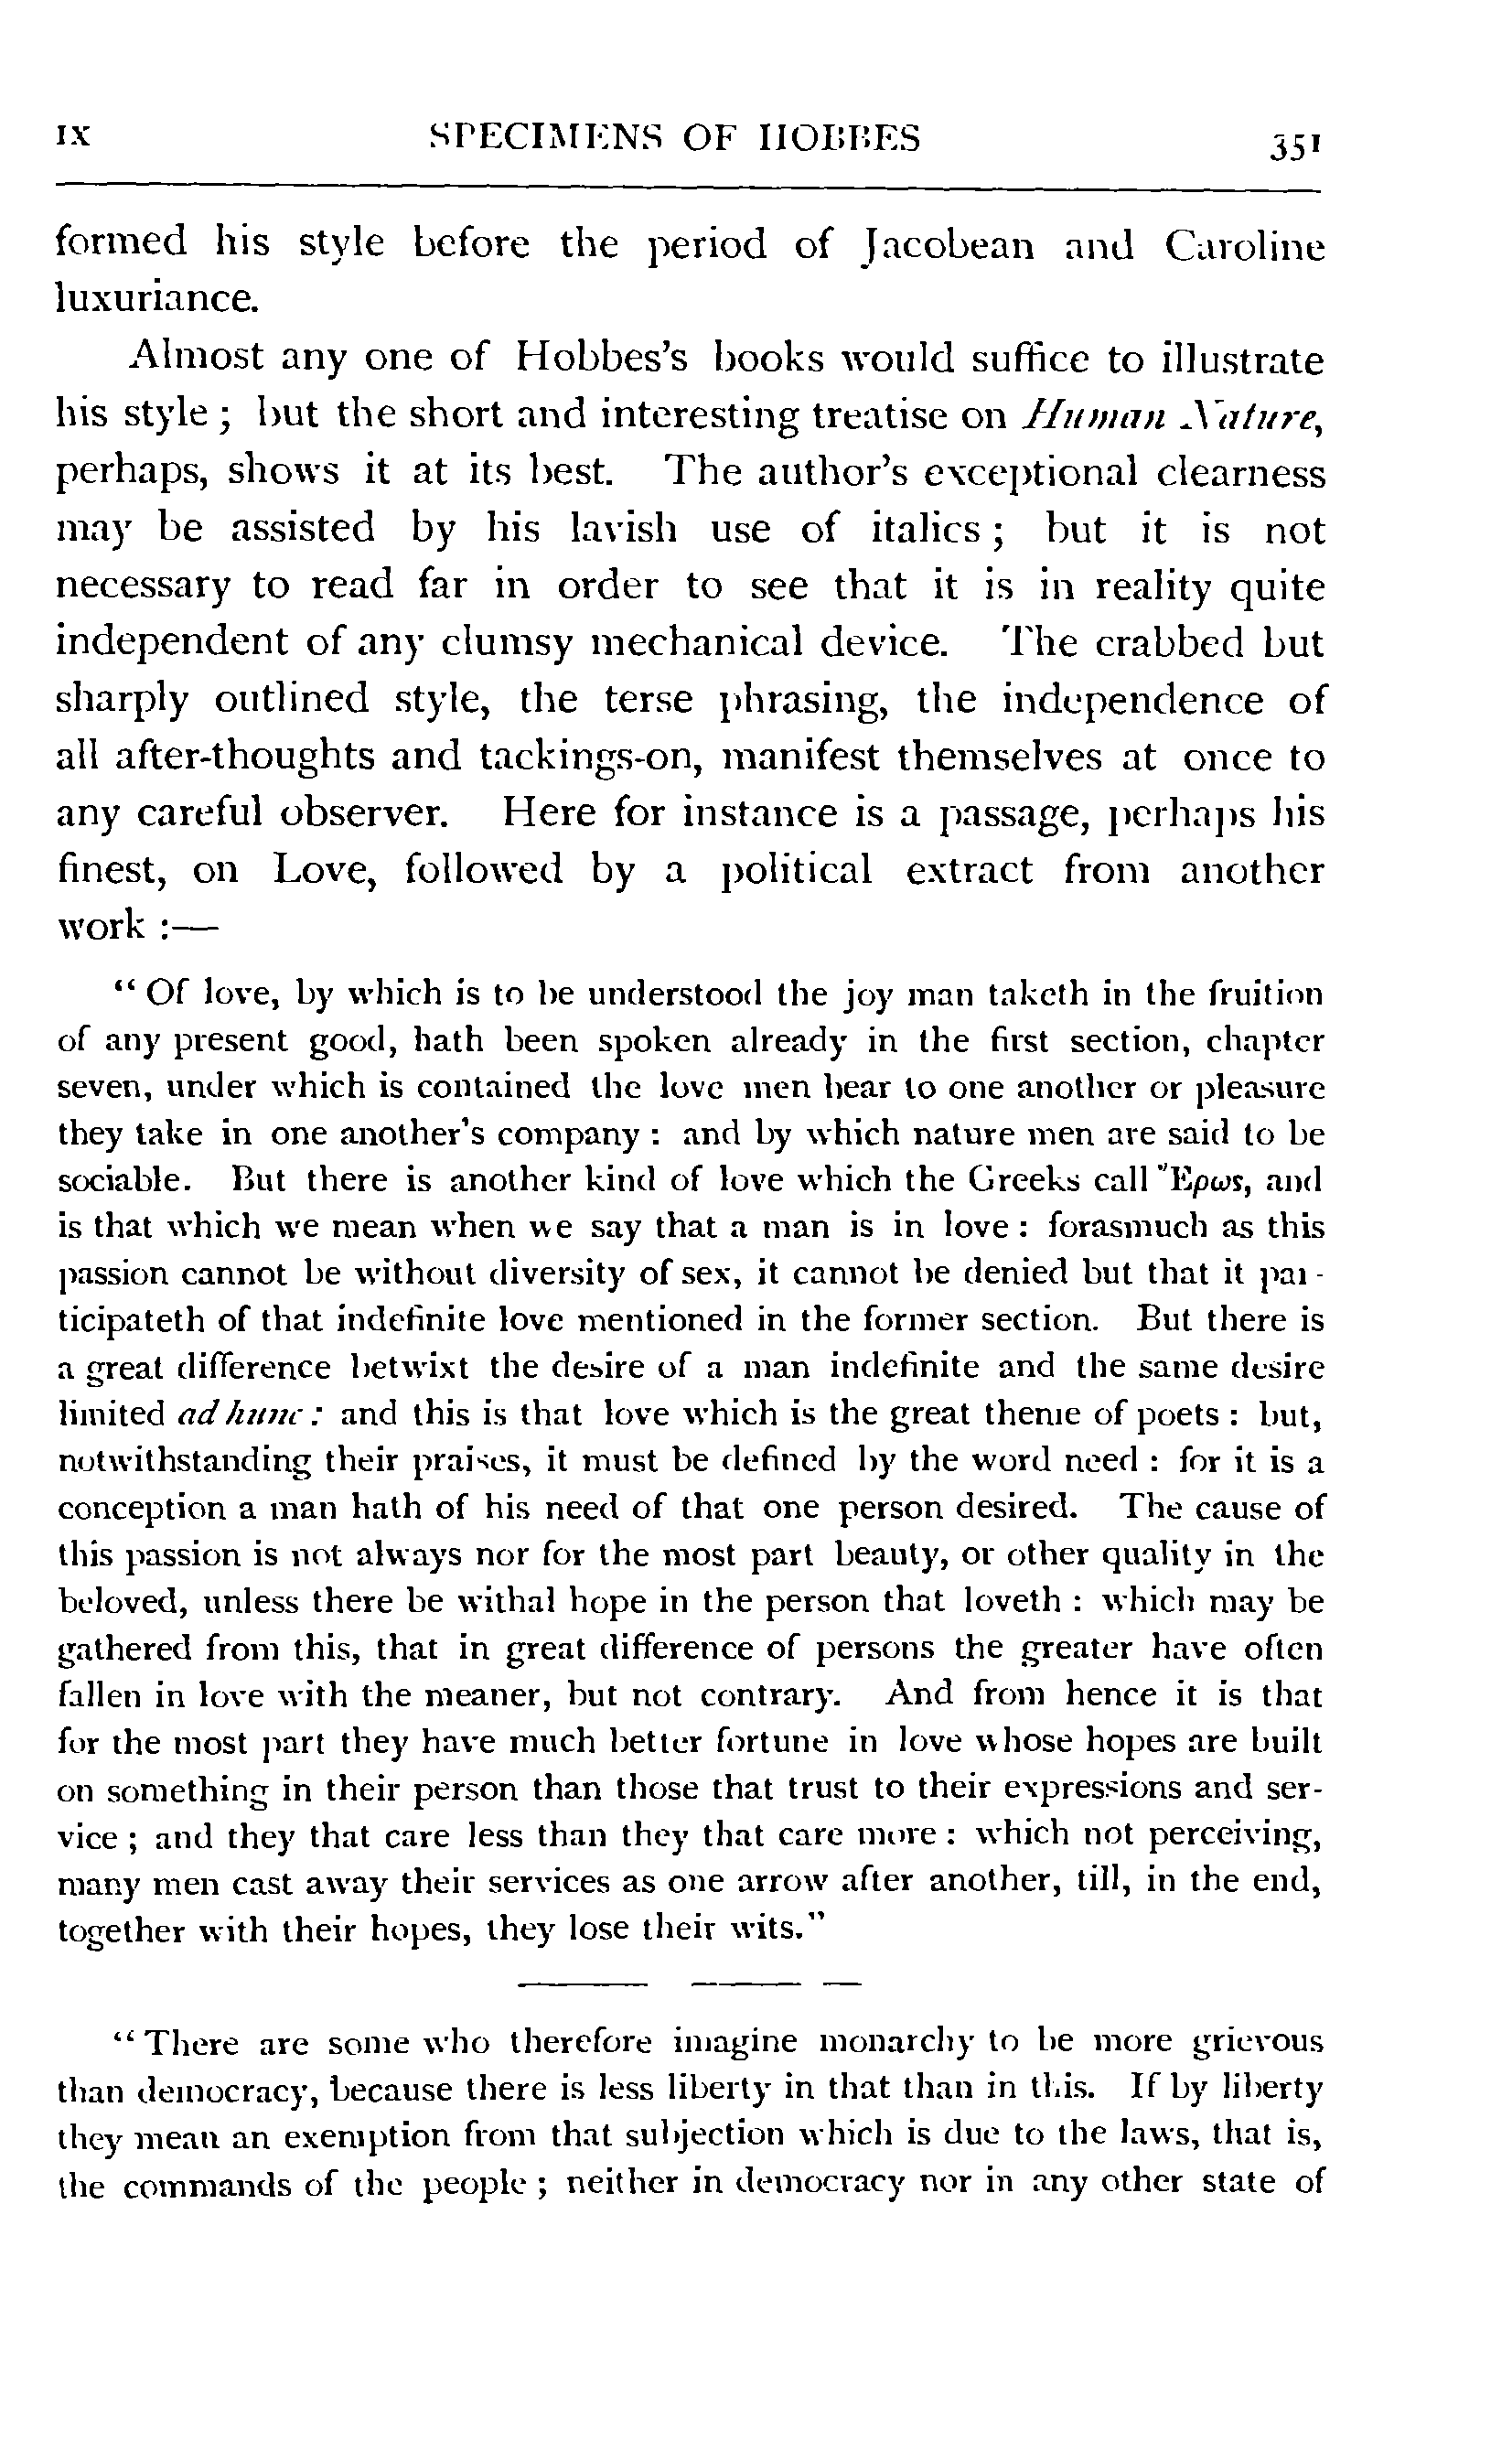 IX SPECIMENS OF HOBBES 351
formed his style before the period of Jacobean and Caroline
luxuriance.
Almost any one of Hobbes's books would suffice to illustrate
his style ; but the short and interesting treatise on Human Nature,
perhaps, shows it at its best. The author's exceptional clearness
may be assisted by his lavish use of italics ; but it is not
necessary to read far in order to see that it is in reality quite
independent of any clumsy mechanical device. The crabbed but
sharply outlined style, the terse phrasing, the independence of
all after-thoughts and tackings-on, manifest themselves at once to
any careful observer. Here for instance is a passage, perhaps his
finest, on Love, followed by a political extract from another
work :—
“ Of love, by which is to be understood the joy man taketh in the fruition
of any present good, hath been spoken already in the first section, chapter
seven, under which is contained the love men bear to one another or pleasure
they take in one another's company : and by which nature men are said to be
sociable. But there is another kind of love which the Greeks call Ἔρως, and
is that which we mean when we say that a man is in love : forasmuch as this
passion cannot be without diversity of sex, it cannot be denied but that it par-
ticipateth of that indefinite love mentioned in the former section. But there is
a great difference betwixt the desire of a man indefinite and the same desire
limited ad hunc : and this is that love which is the great theme of poets : but,
notwithstanding their praises, it must be defined by the word need : for it is a
conception a man hath of his need of that one person desired. The cause of
this passion is not always nor for the most part beauty, or other quality in the
beloved, unless there be withal hope in the person that loveth : which may be
gathered from this, that in great difference of persons the greater have often
fallen in love with the meaner, but not contrary. And from hence it is that
for the most part they have much better fortune in love whose hopes are built
on something in their person than those that trust to their expressions and ser-
vice ; and they that care less than they that care more : which not perceiving,
many men cast away their services as one arrow after another, till, in the end,
together with their hopes, they lose their wits.”
“ There are some who therefore imagine monarchy to be more grievous
than democracy, because there is less liberty in that than in this. If by liberty
they mean an exemption from that subjection which is due to the laws, that is,
the commands of the people ; neither in democracy nor in any other state of